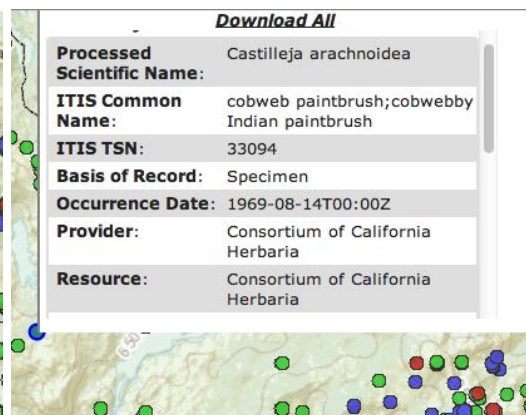 Download All
Processed Castilleja arachnoidea
Scientific Name:
ITIS Common cobweb paintbrush;cobwebby
Name: Indian paintbrush
ITIS TSN: 33094
Basis of Record: Specimen
Occurrence Date: 1969-08-14T00:00Z
Provider: Consortium of California
Herbaria
Resource: Consortium of California
Herbaria
650